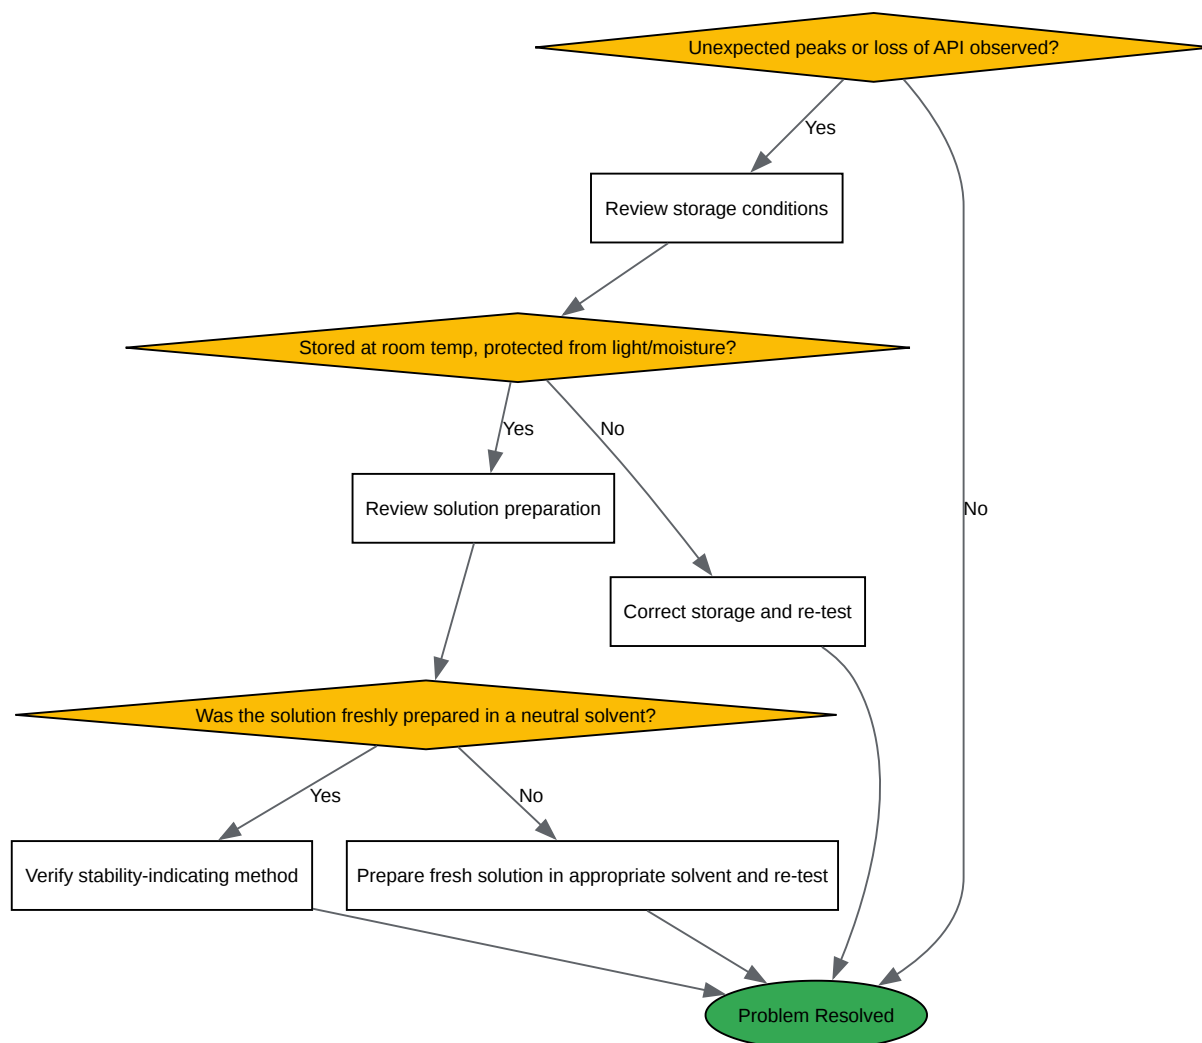 Unexpected peaks or loss of API observed?
Yes
Review storage conditions
Stored at room temp, protected from light/moisture?
Yes
No
Review solution preparation
No
Correct storage and re-test
Was the solution freshly prepared in a neutral solvent?
Yes
No
Verify stability-indicating method
Prepare fresh solution in appropriate solvent and re-test
Problem Resolved